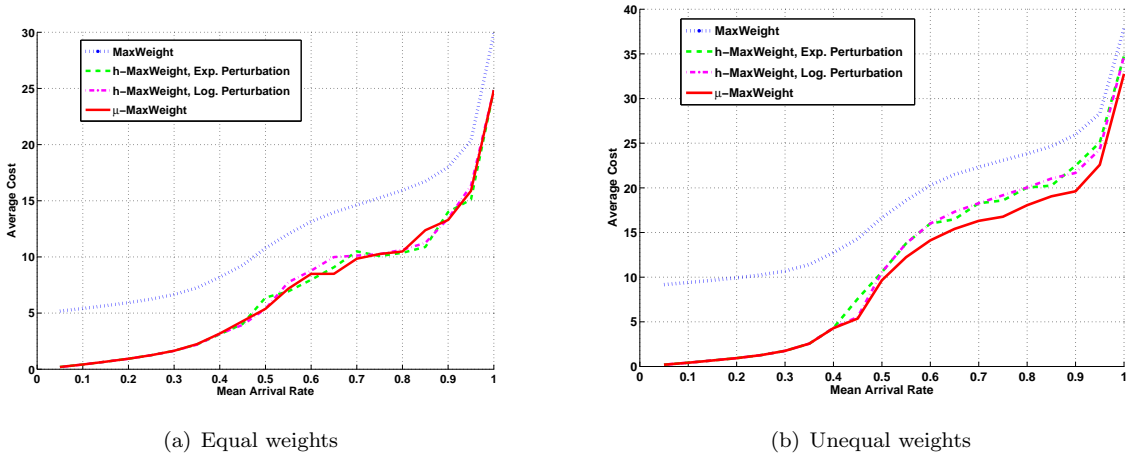 30
25
20
15
10
5
0
Average Cost
MaxWeight
h−MaxWeight, Exp. Perturbation
h−MaxWeight, Log. Perturbation
μ−MaxWeight
0 0.1 0.2 0.3 0.4 0.5 0.6 0.7 0.8 0.9 1
Mean Arrival Rate
(a) Equal weights
40
35
30
25
20
15
10
5
0
Average Cost
MaxWeight
h−MaxWeight, Exp. Perturbation
h−MaxWeight, Log. Perturbation
μ−MaxWeight
0 0.1 0.2 0.3 0.4 0.5 0.6 0.7 0.8 0.9 1
Mean Arrival Rate
(b) Unequal weights